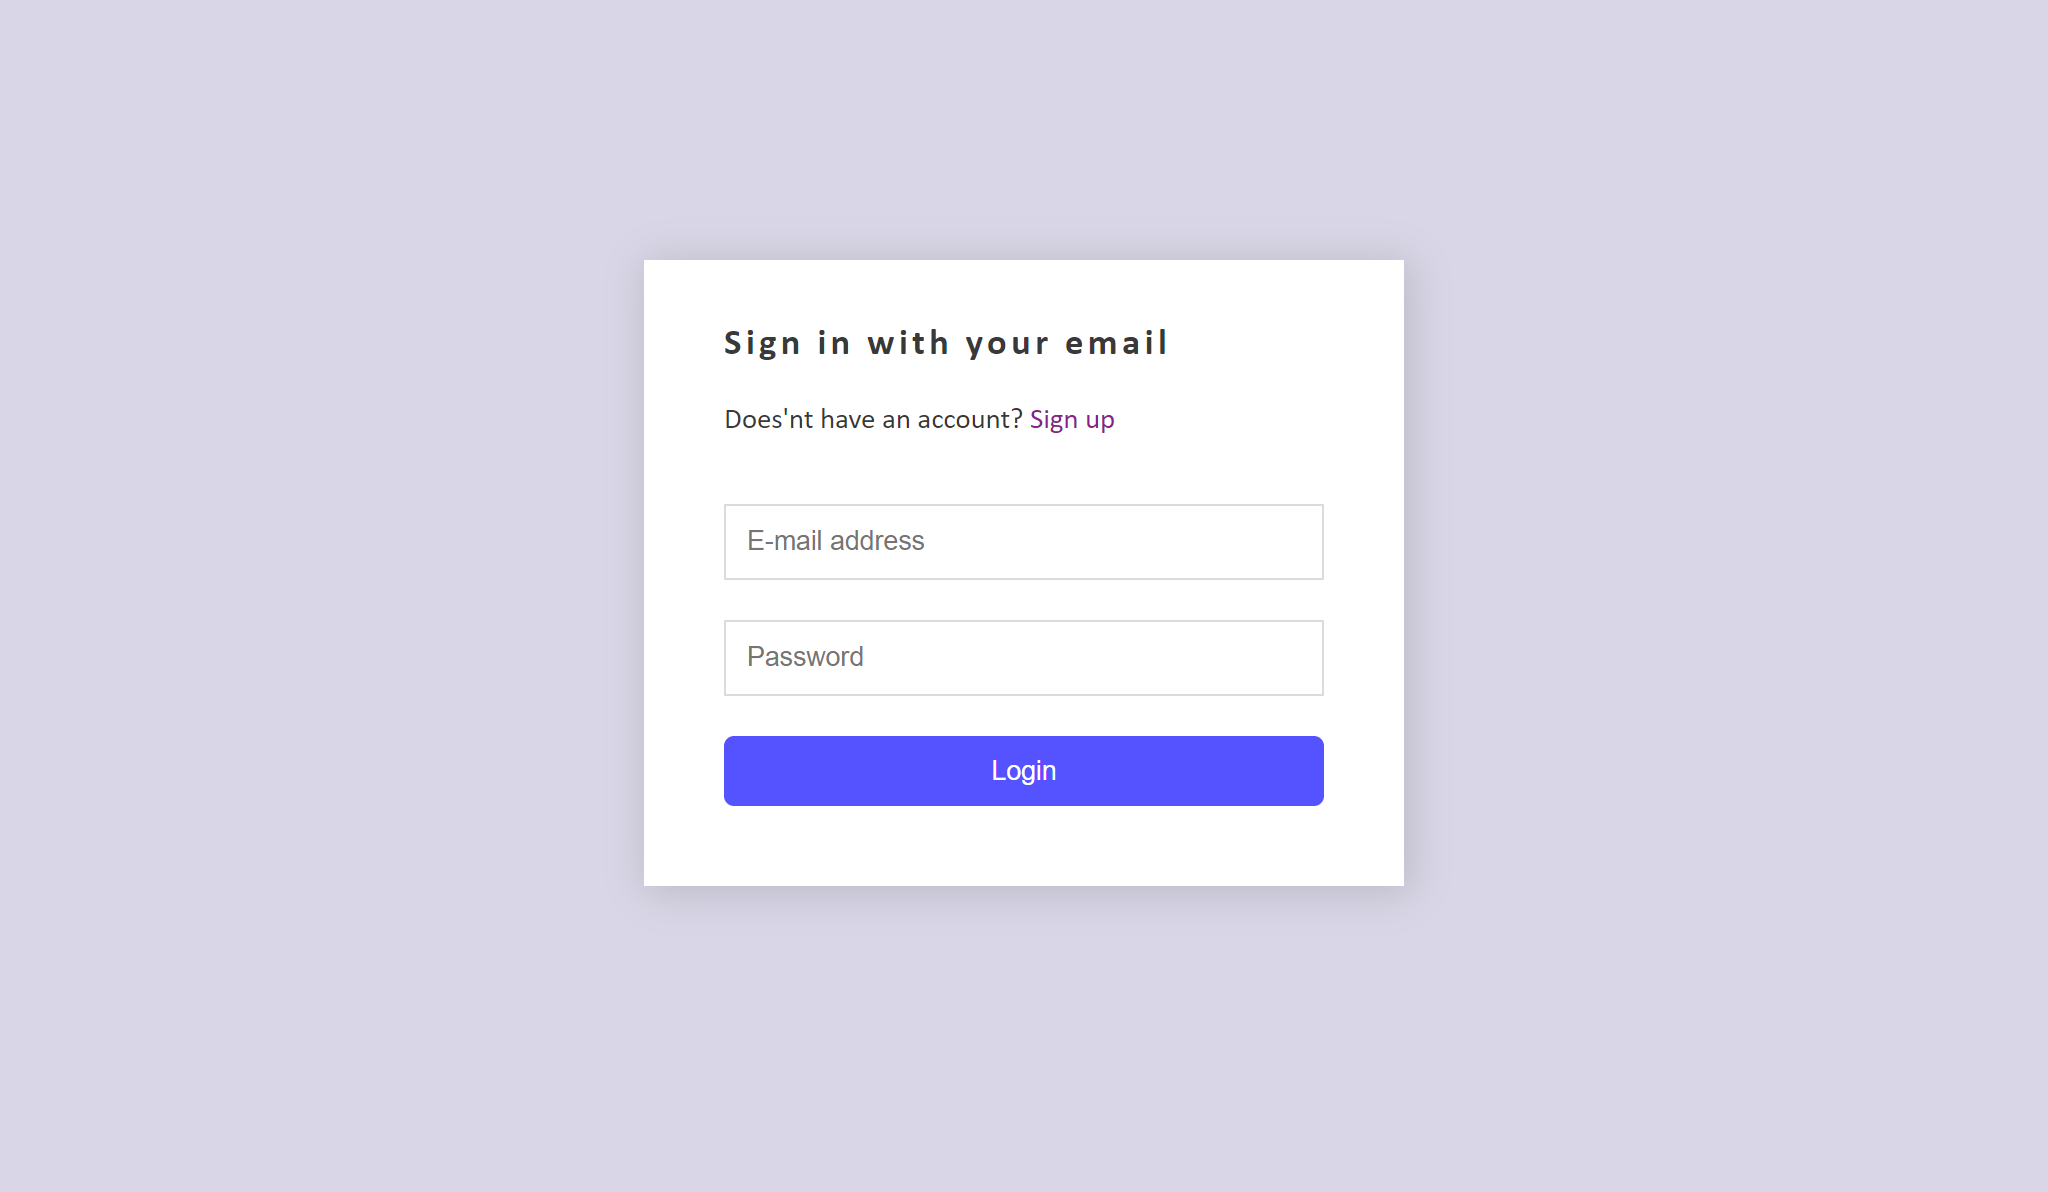 Sign in with your email
Does'nt have an account? Sign up
E-mail address
Password
Login